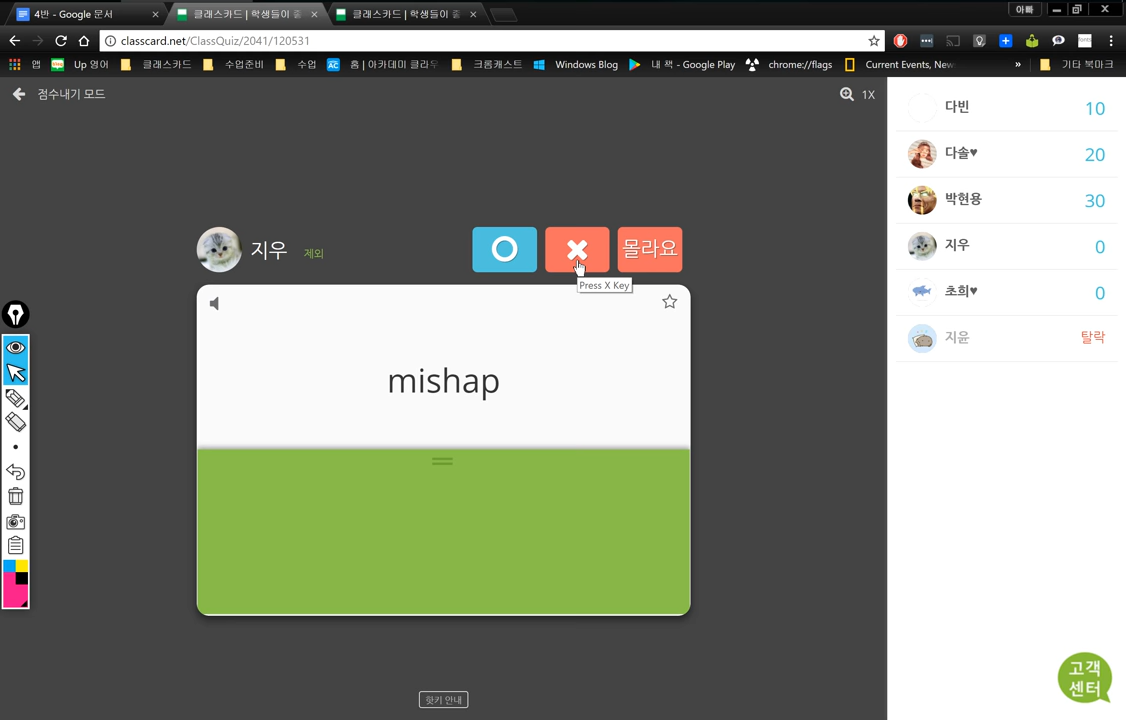 4반 - Google 문서
클래스카드 | 학생들이 좋
클래스카드 | 학생들이 좋
아빠
classcard.net/ClassQuiz/2041/120531
앱
Up 영어
클래스카드
수업준비
수업
홈 | 아카데미 클라우
크롬캐스트
Windows Blog
내 책 - Google Play
chrome://flags
Current Events, New
»
기타 북마크
점수내기 모드
1X
지우
제외
몰라요
Press X Key
mishap
핫키 안내
다빈 10
다솔♥ 20
박현용 30
지우 0
초희♥ 0
지윤 탈락
고객
센터